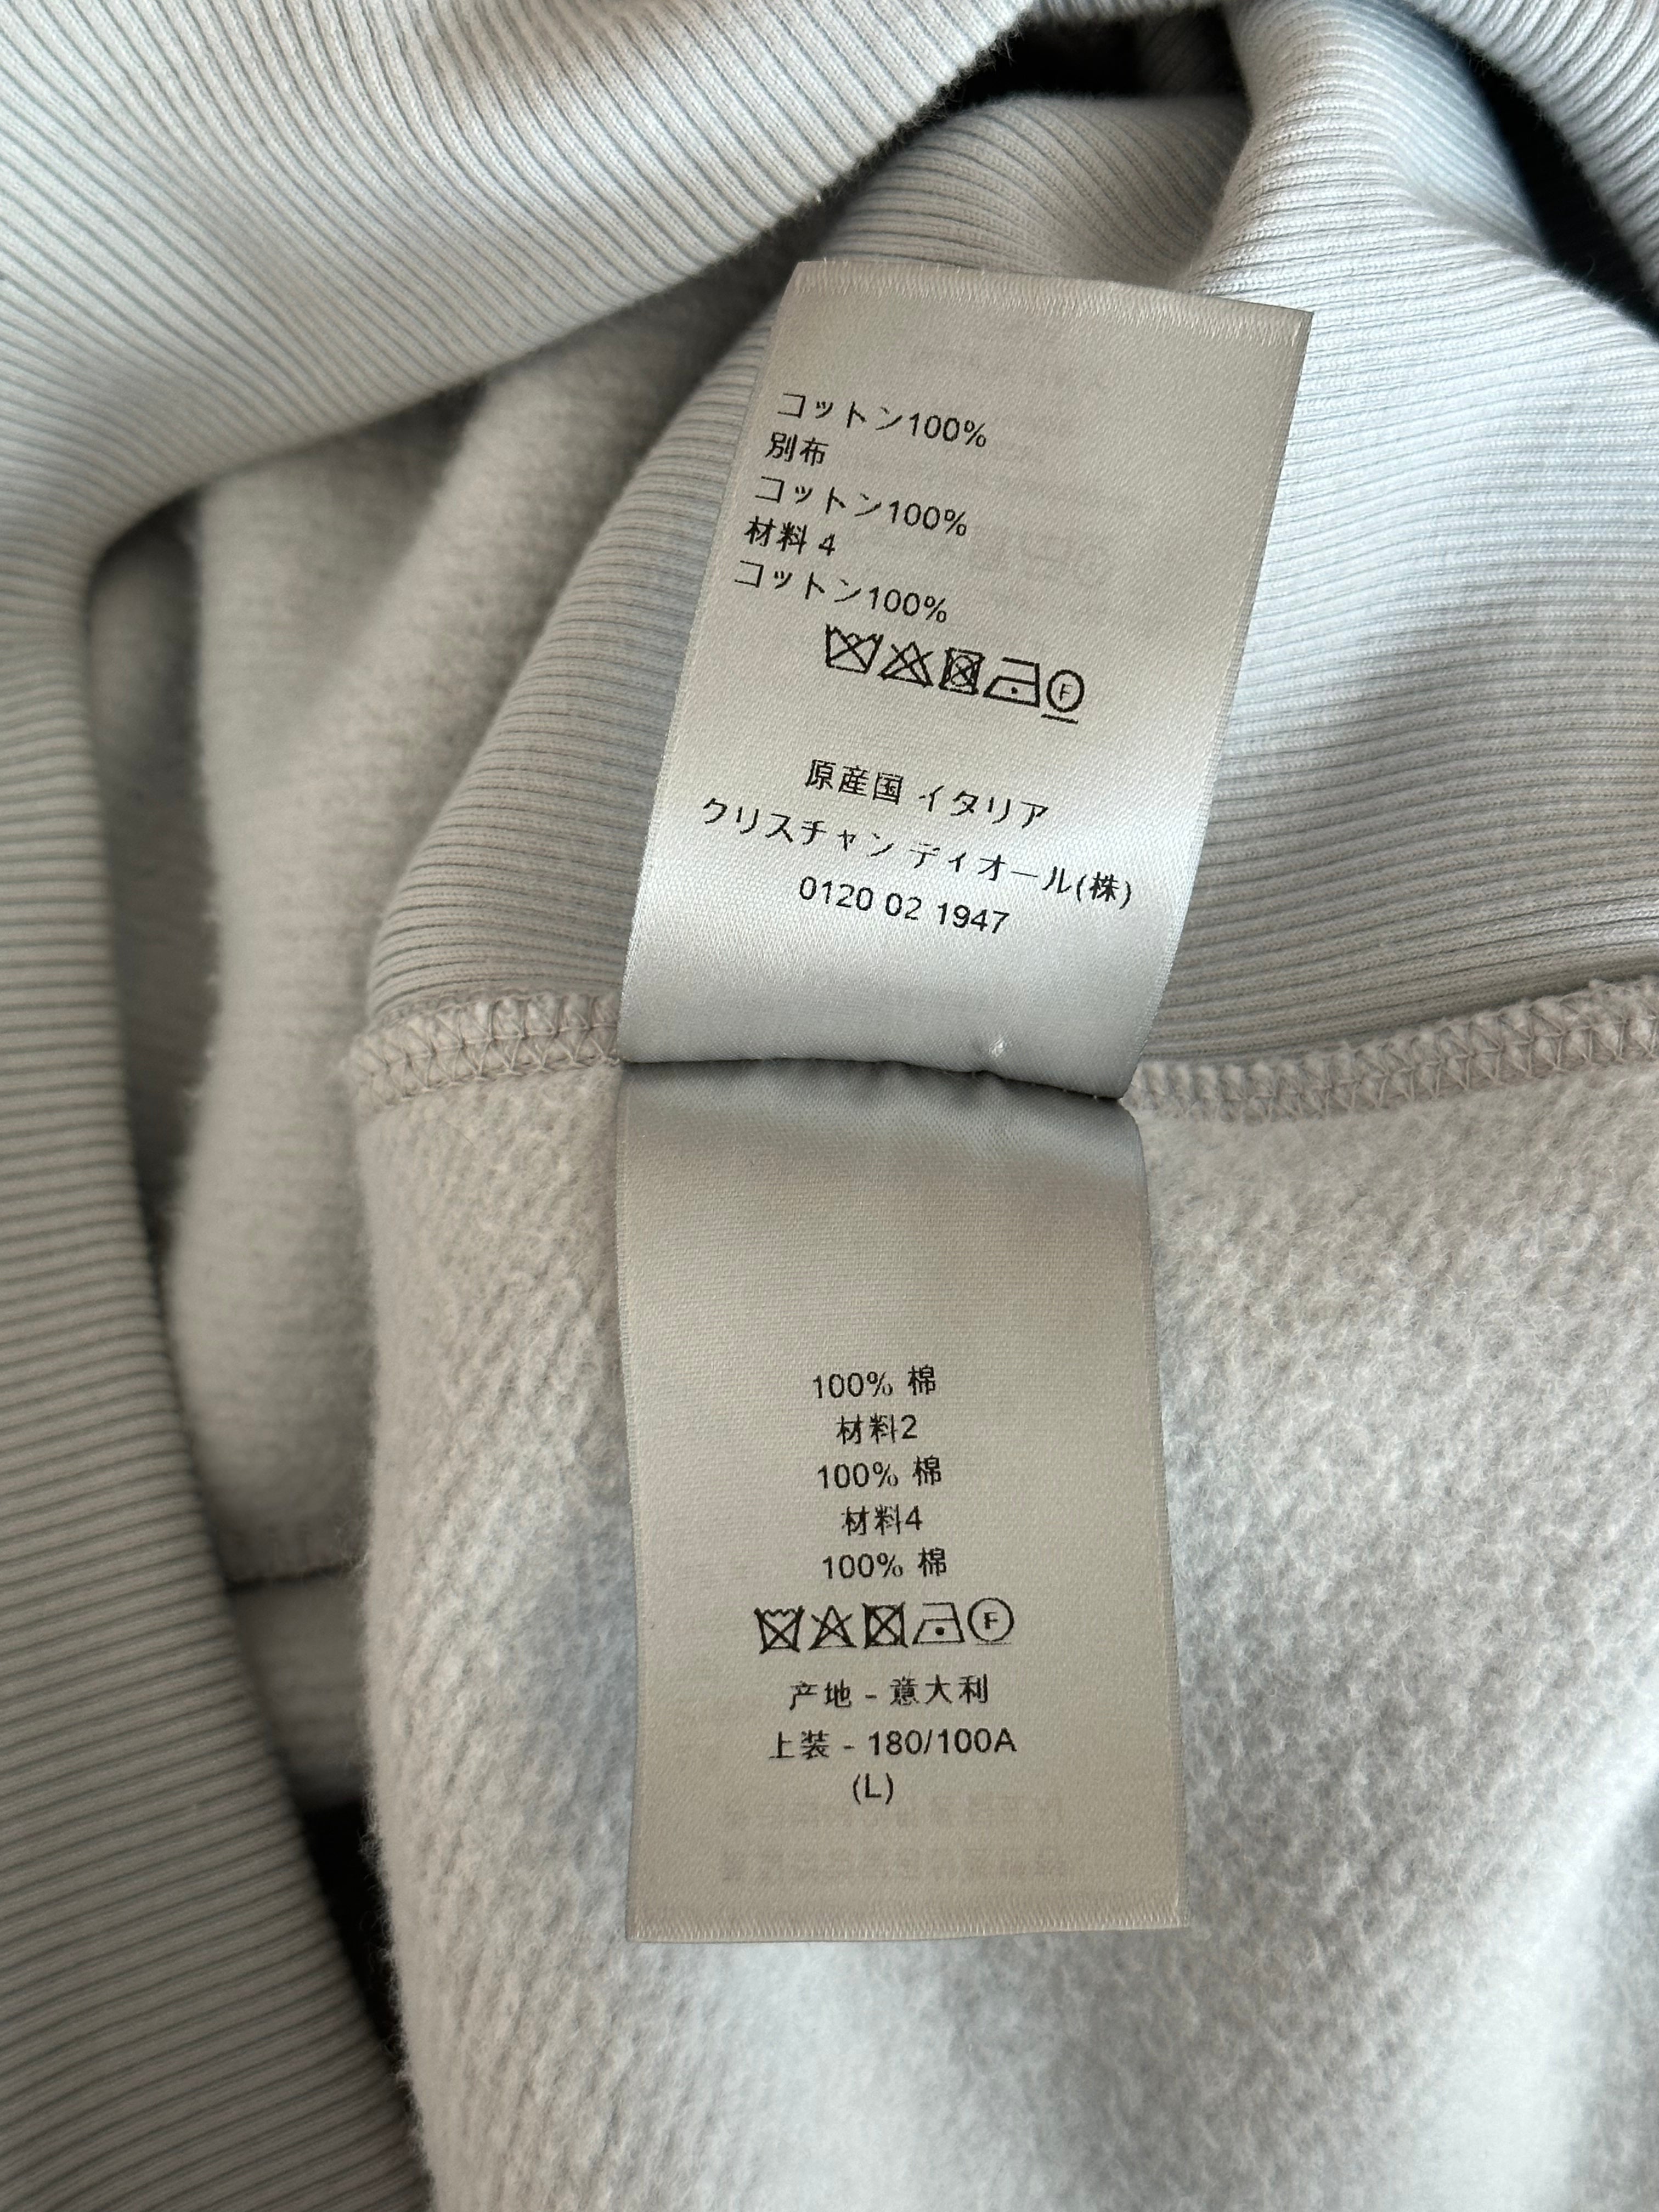 コットン100%
別布
コットン100%
材料 4
コットン100%
F
原産国 イタリア
クリスチャン ディオール(株)
0120 02 1947
100% 棉
材料2
100% 棉
材料4
100% 棉
F
产地 - 意大利
上装 - 180/100A
(L)